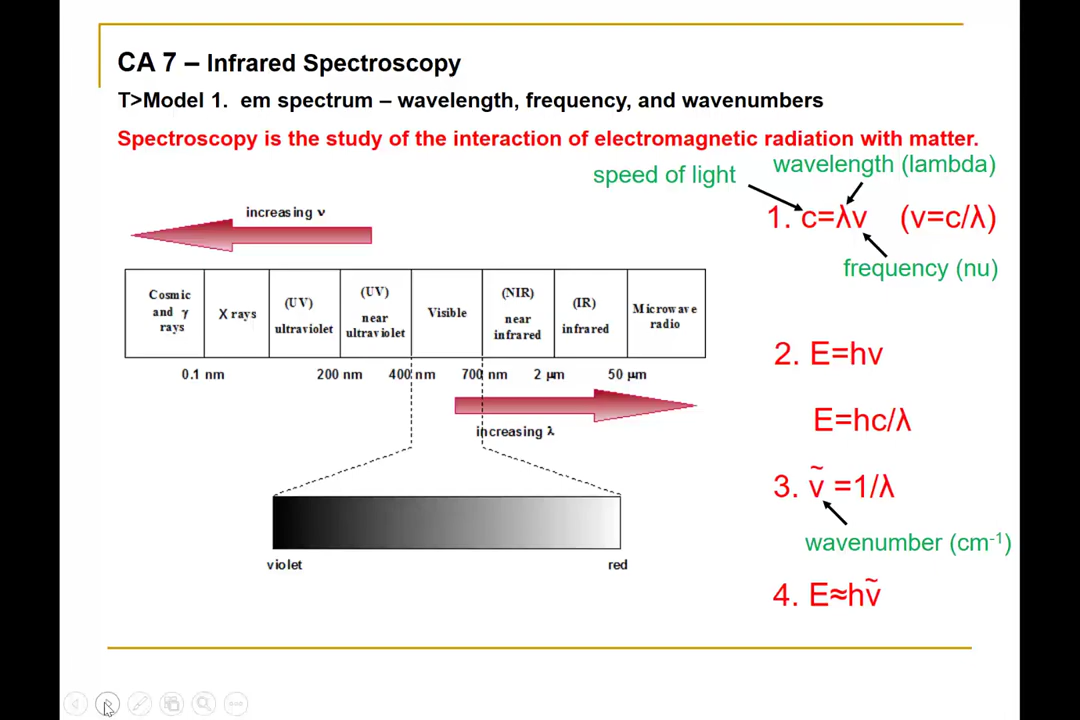 CA 7 – Infrared Spectroscopy
T>Model 1.  em spectrum – wavelength, frequency, and wavenumbers
Spectroscopy is the study of the interaction of electromagnetic radiation with matter.
speed of light
wavelength (lambda)
1. c=λν (ν=c/λ)
frequency (nu)
increasing ν
Cosmic and γ rays
X rays
(UV) ultraviolet
(UV) near ultraviolet
Visible
(NIR) near infrared
(IR) infrared
Microwave radio
0.1 nm 200 nm 400 nm 700 nm 2 μm 50 μm
increasing λ
violet red
2. E=hν
E=hc/λ
3. ν̃ =1/λ
wavenumber (cm⁻¹)
4. E≈hν̃